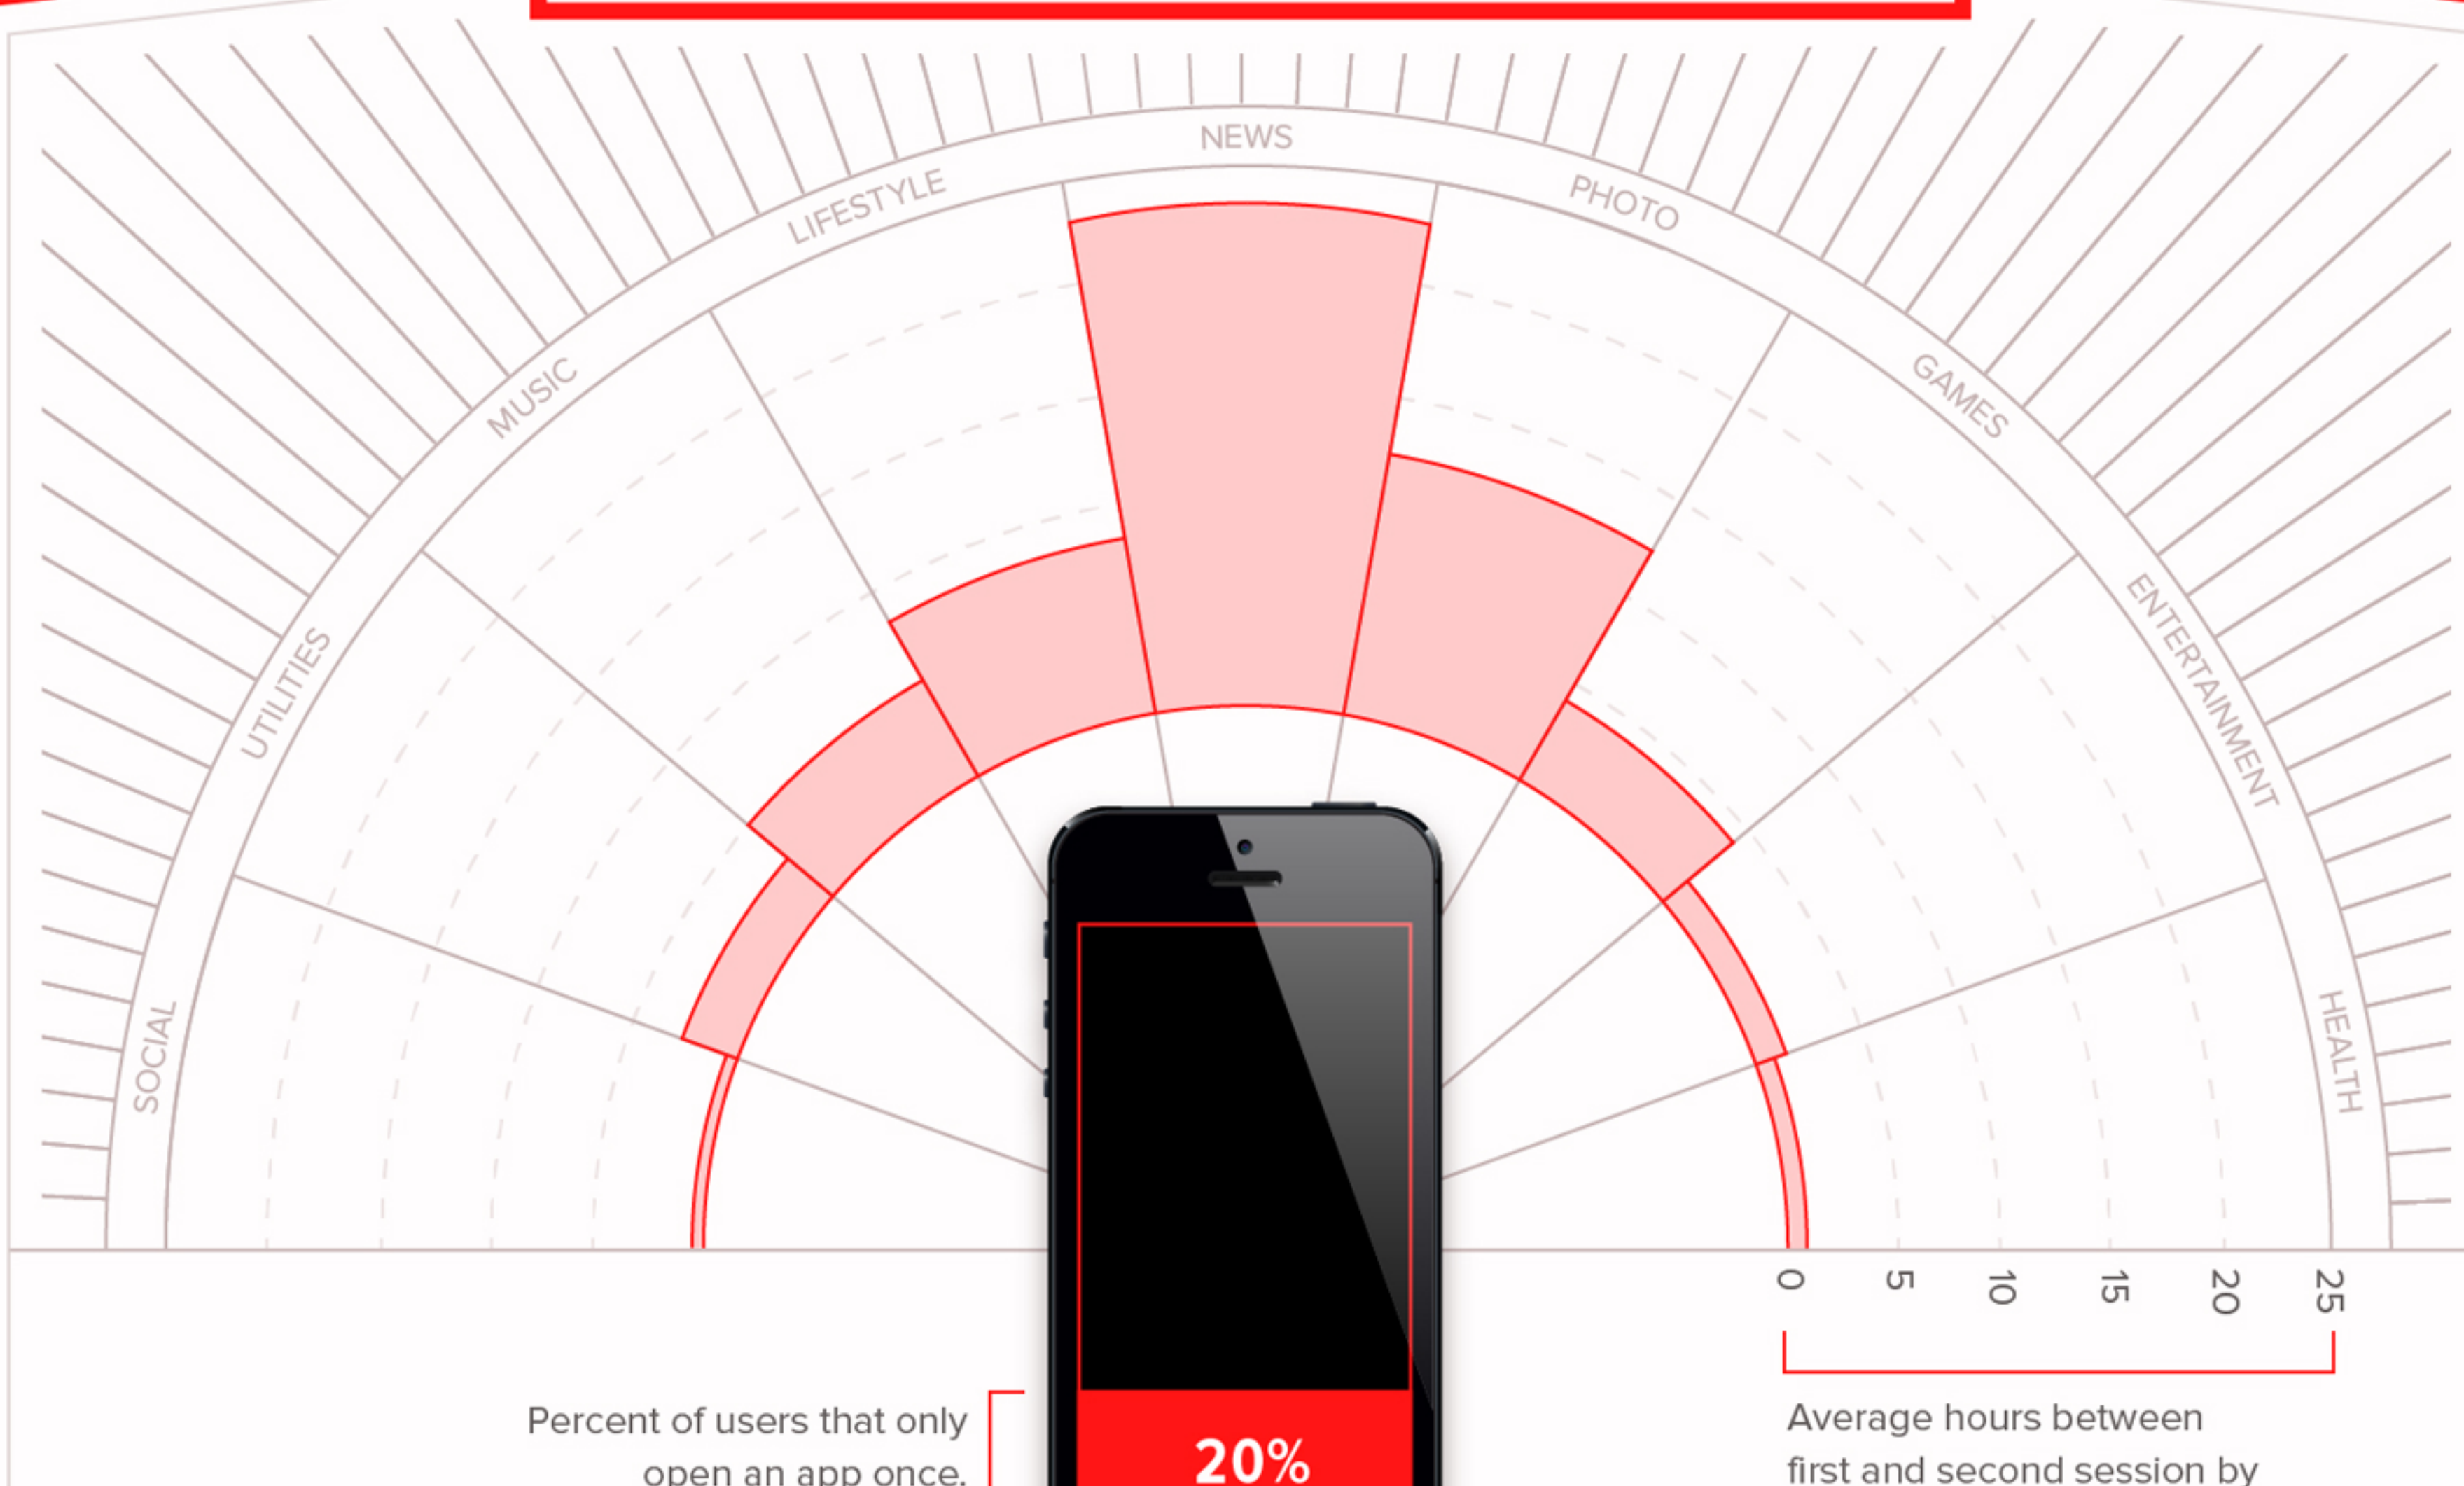 NEWS
LIFESTYLE
PHOTO
MUSIC
GAMES
UTILITIES
ENTERTAINMENT
SOCIAL
HEALTH
0
5
10
15
20
25
Percent of users that only
open an app once.
20%
Average hours between
first and second session by